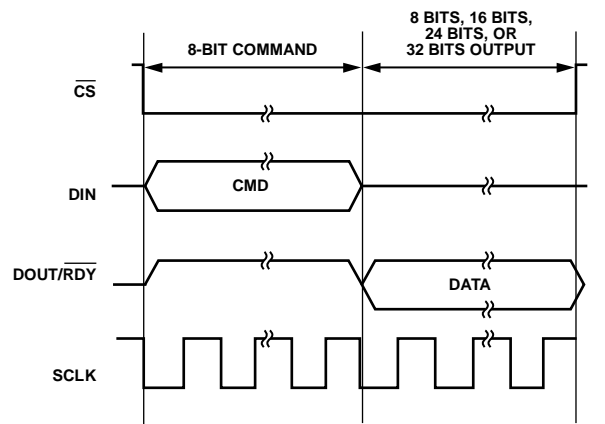 8 BITS, 16 BITS,
24 BITS, OR
32 BITS OUTPUT
8-BIT COMMAND
CS
DIN
CMD
DOUT/RDY
DATA
SCLK